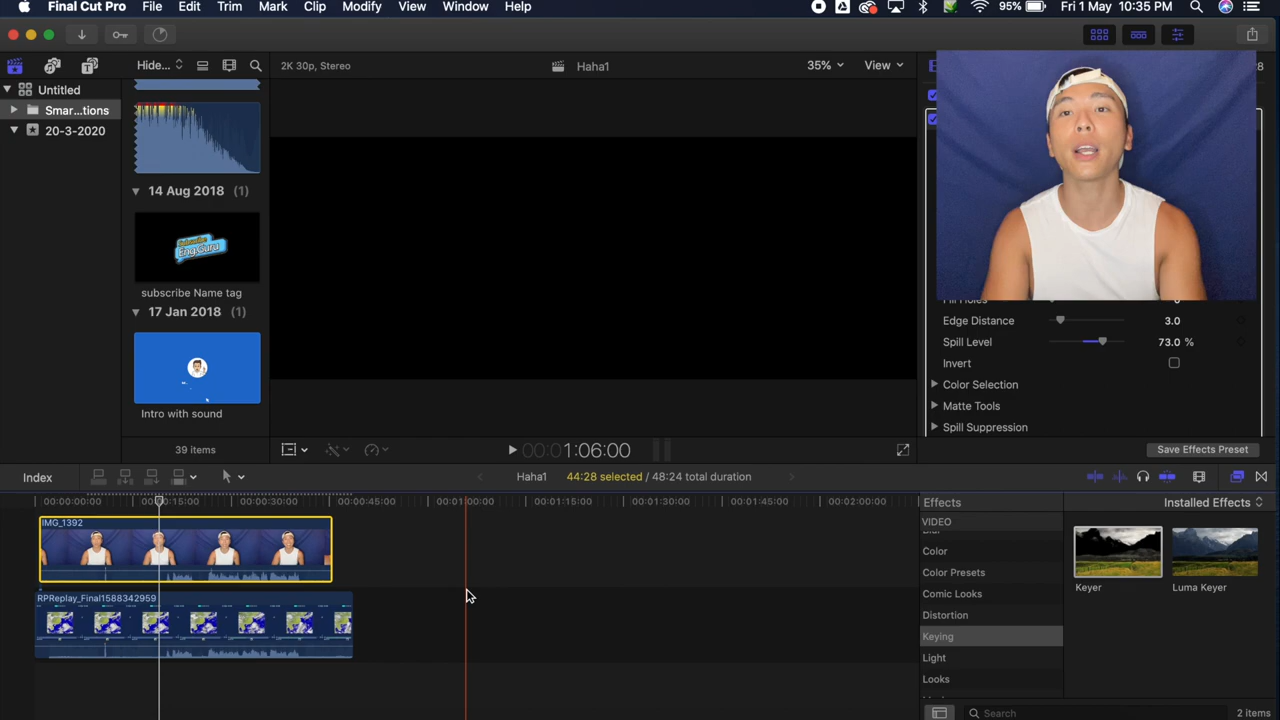 Final Cut Pro File Edit Trim Mark Clip Modify View Window Help 95% Fri 1 May 10:35 PM
Hide... 2K 30p, Stereo Haha1 35% View
Untitled
Smar...tions
20-3-2020
14 Aug 2018 (1)
Subscribe
Eng.Guru
subscribe Name tag
17 Jan 2018 (1)
Intro with sound
39 items
00:00:01:06:00
Edge Distance 3.0
Spill Level 73.0 %
Invert
Color Selection
Matte Tools
Spill Suppression
Save Effects Preset
Index Haha1 44:28 selected / 48:24 total duration
00:00:00:00 00:00:15:00 00:00:30:00 00:00:45:00 00:01:00:00 00:01:15:00 00:01:30:00 00:01:45:00 00:02:00:00
IMG_1392
RPReplay_Final1588342959
Effects Installed Effects
VIDEO
Color
Color Presets
Comic Looks
Distortion
Keying
Light
Looks
Keyer Luma Keyer
Search 2 items